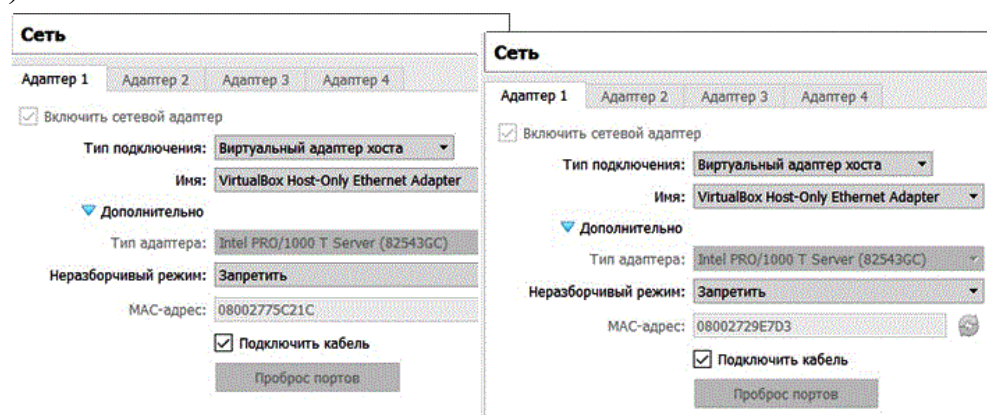 )
Сеть
Адаптер 1 Адаптер 2 Адаптер 3 Адаптер 4
Включить сетевой адаптер
Тип подключения: Виртуальный адаптер хоста
Имя: VirtualBox Host-Only Ethernet Adapter
Дополнительно
Тип адаптера: Intel PRO/1000 T Server (82543GC)
Неразборчивый режим: Запретить
MAC-адрес: 08002775C21C
Подключить кабель
Проброс портов
Сеть
Адаптер 1 Адаптер 2 Адаптер 3 Адаптер 4
Включить сетевой адаптер
Тип подключения: Виртуальный адаптер хоста
Имя: VirtualBox Host-Only Ethernet Adapter
Дополнительно
Тип адаптера: Intel PRO/1000 T Server (82543GC)
Неразборчивый режим: Запретить
MAC-адрес: 08002729E7D3
Подключить кабель
Проброс портов